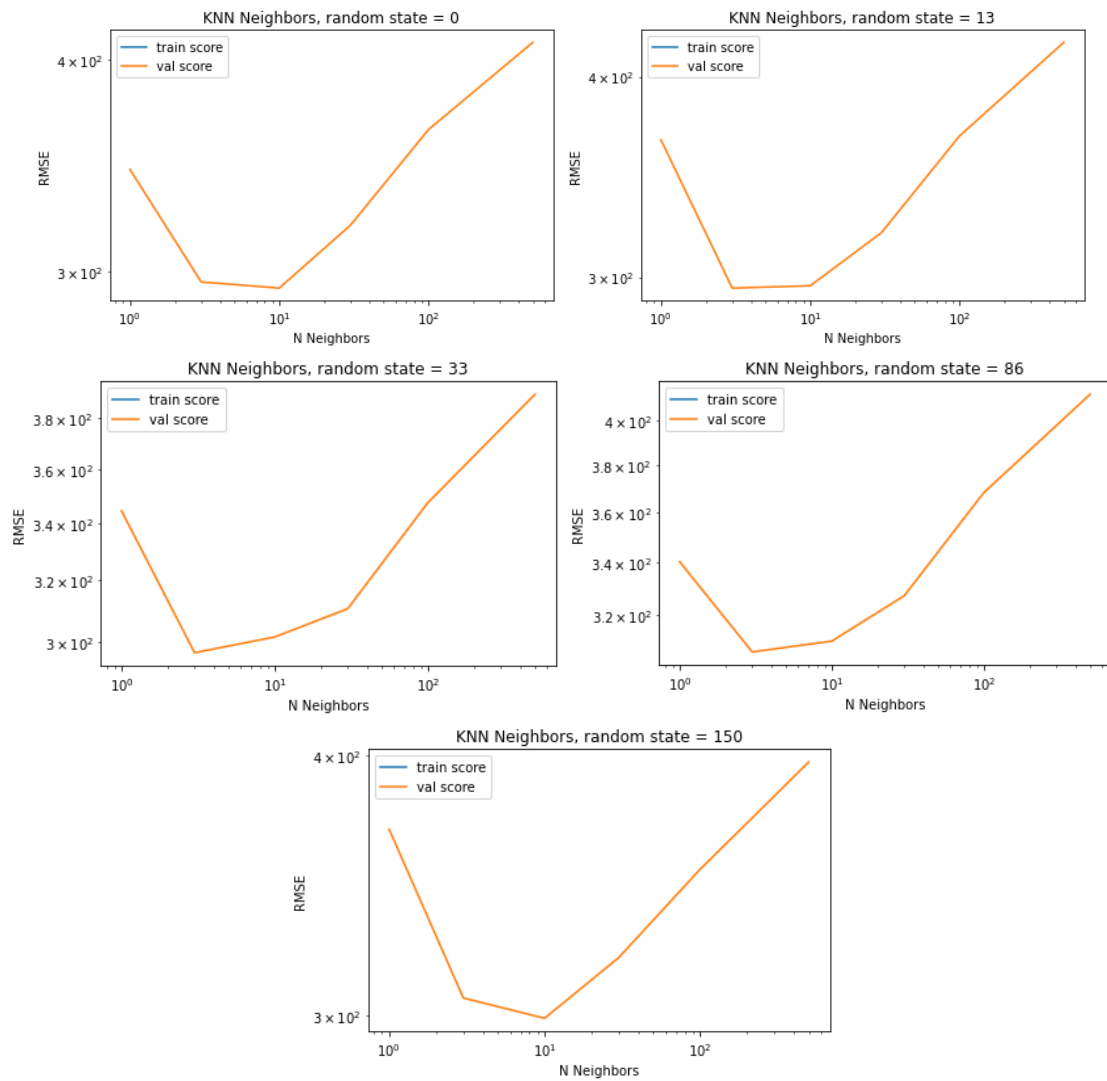 KNN Neighbors, random state = 0
train score
val score
4 × 10²
3 × 10²
RMSE
10⁰ 10¹ 10²
N Neighbors
KNN Neighbors, random state = 13
train score
val score
4 × 10²
3 × 10²
RMSE
10⁰ 10¹ 10²
N Neighbors
KNN Neighbors, random state = 33
train score
val score
3.8 × 10²
3.6 × 10²
3.4 × 10²
3.2 × 10²
3 × 10²
RMSE
10⁰ 10¹ 10²
N Neighbors
KNN Neighbors, random state = 86
train score
val score
4 × 10²
3.8 × 10²
3.6 × 10²
3.4 × 10²
3.2 × 10²
RMSE
10⁰ 10¹ 10²
N Neighbors
KNN Neighbors, random state = 150
train score
val score
4 × 10²
3 × 10²
RMSE
10⁰ 10¹ 10²
N Neighbors